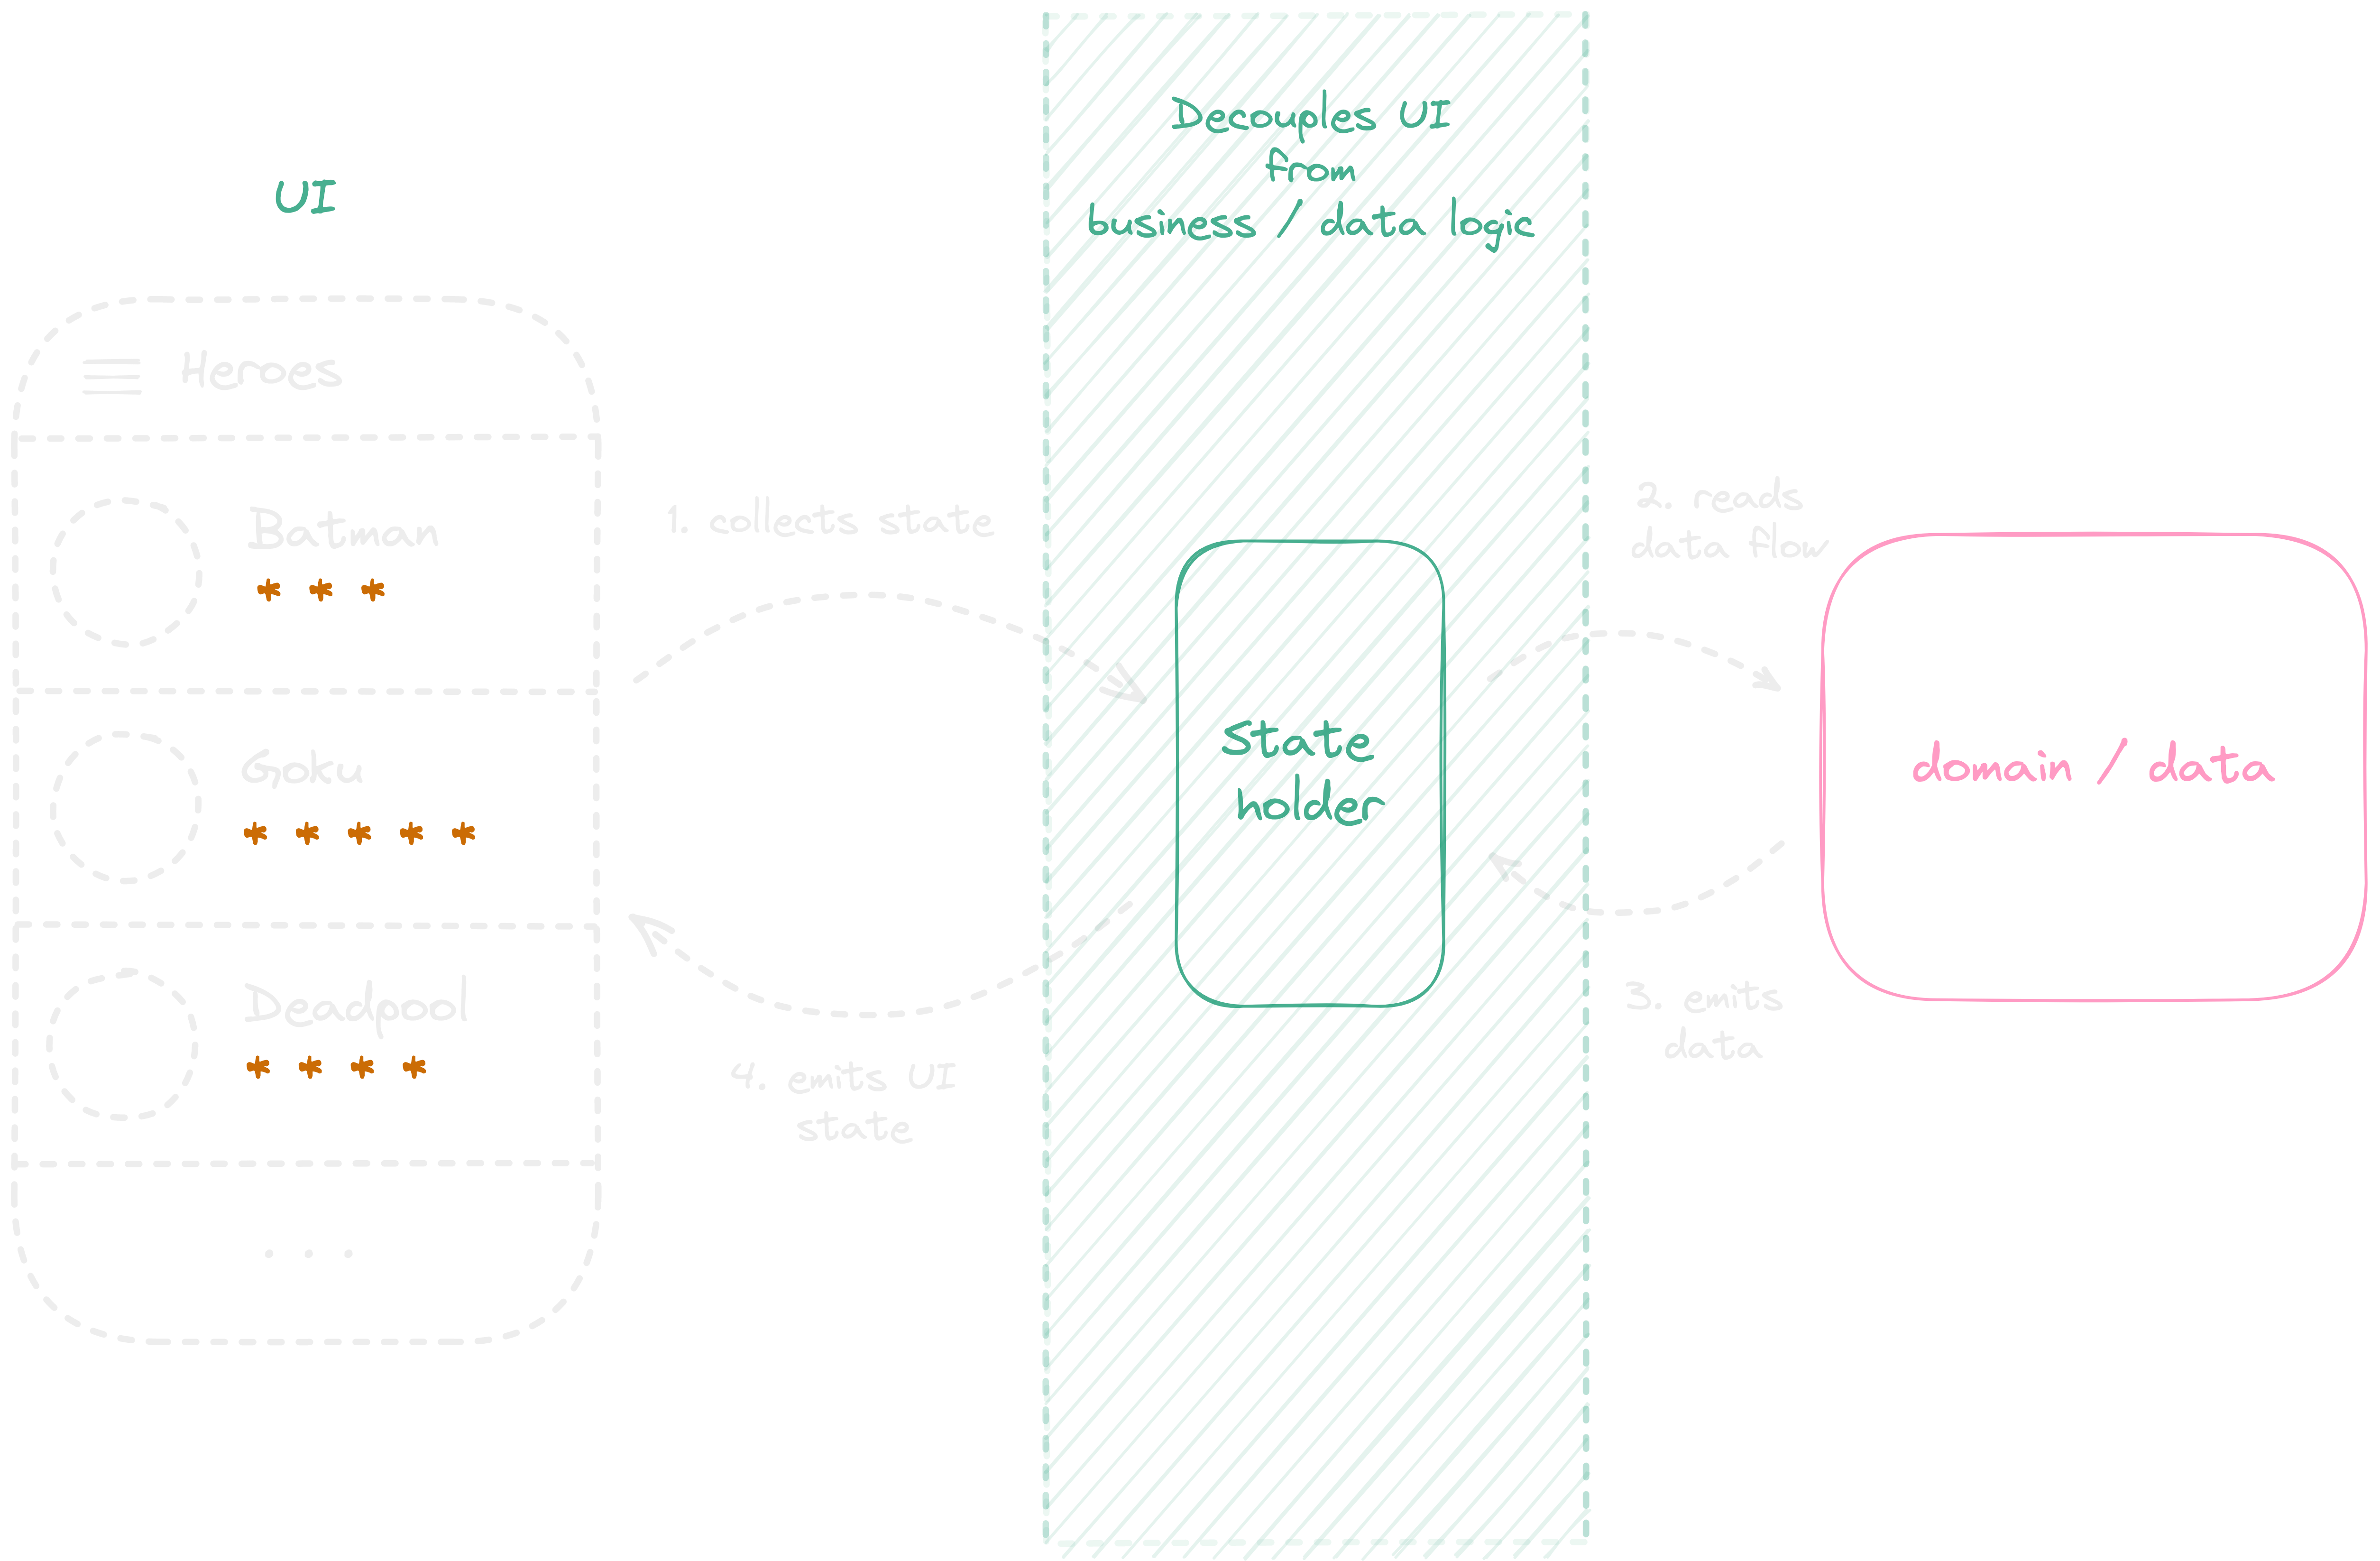 UI
Heroes
Batman
* * *
Goku
* * * * *
Deadpool
* * * *
. . .
1. collects state
4. emits UI
state
Decouples UI
from
business / data logic
State
holder
2. reads
data flow
3. emits
data
domain / data